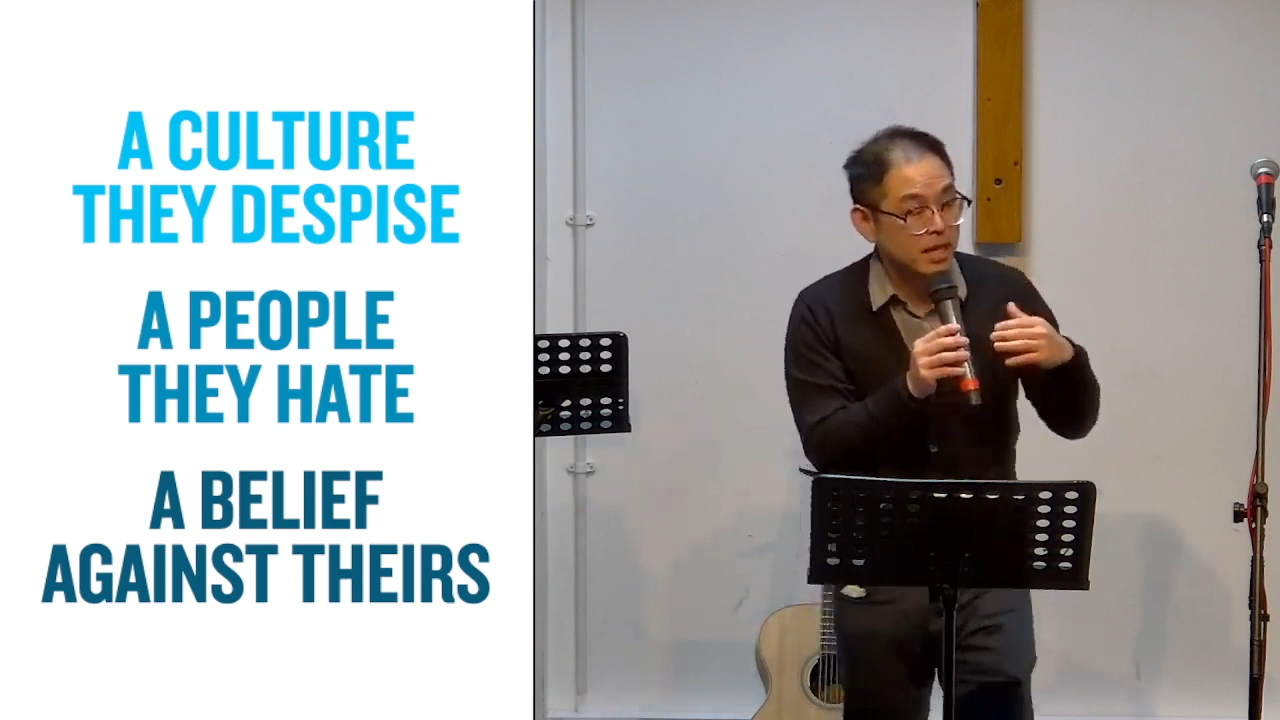 A CULTURE
THEY DESPISE
A PEOPLE
THEY HATE
A BELIEF
AGAINST THEIRS